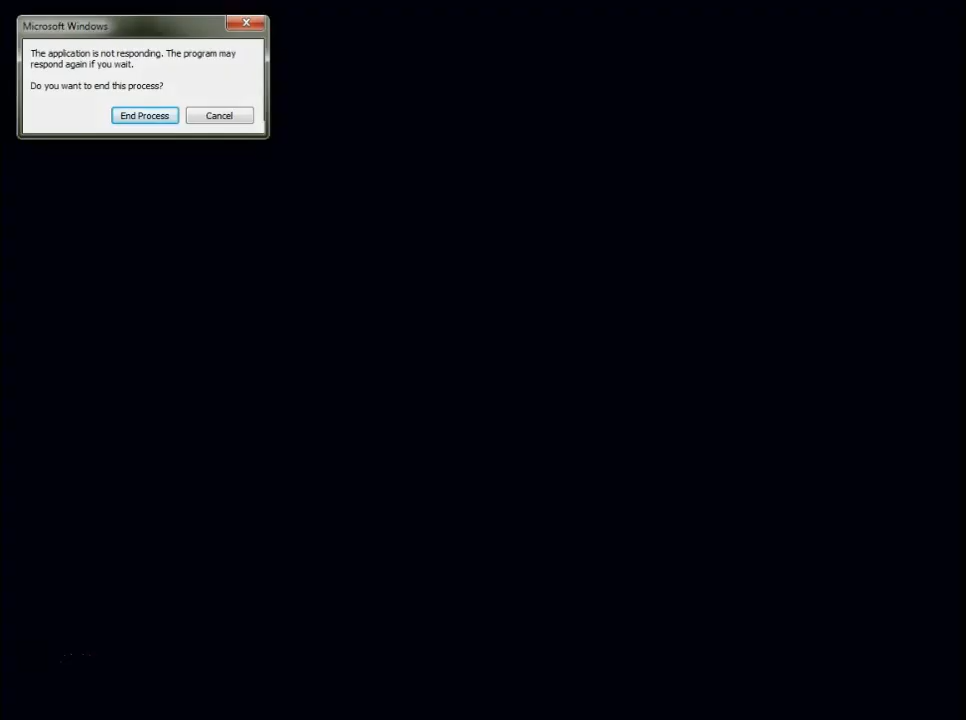 Microsoft Windows
The application is not responding. The program may
respond again if you wait.
Do you want to end this process?
End Process
Cancel